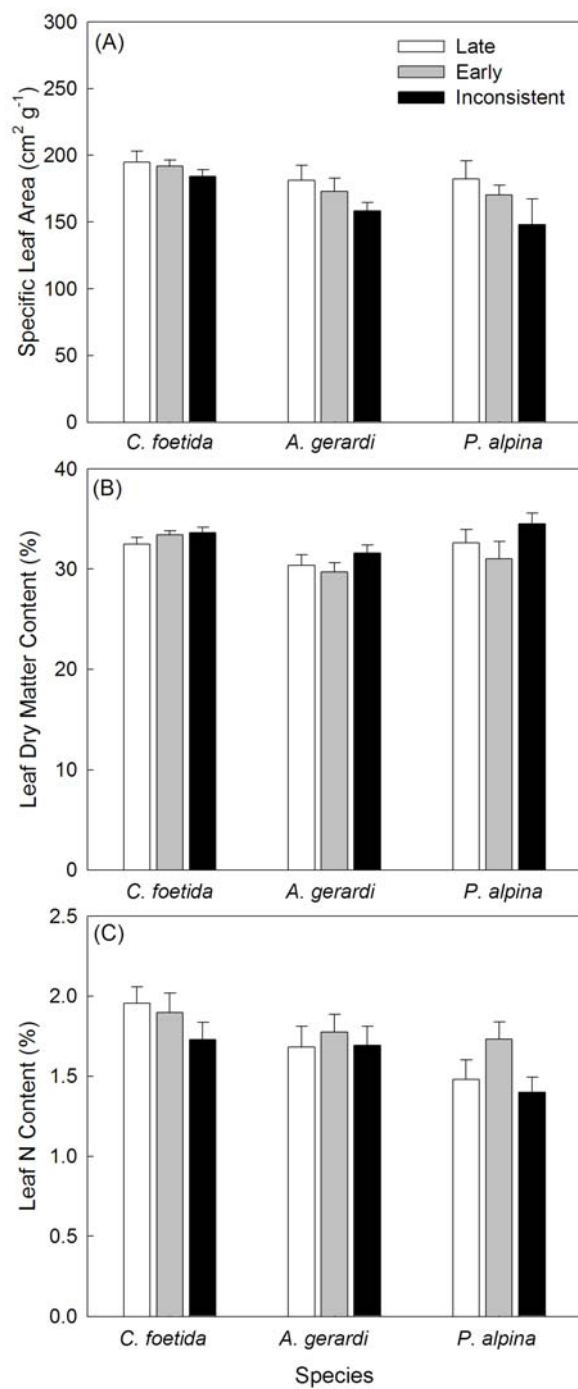 (A)
Late
Early
Inconsistent
Specific Leaf Area (cm² g⁻¹)
300
250
200
150
100
50
0
C. foetida A. gerardi P. alpina
(B)
Leaf Dry Matter Content (%)
40
30
20
10
0
C. foetida A. gerardi P. alpina
(C)
Leaf N Content (%)
2.5
2.0
1.5
1.0
0.5
0.0
C. foetida A. gerardi P. alpina
Species